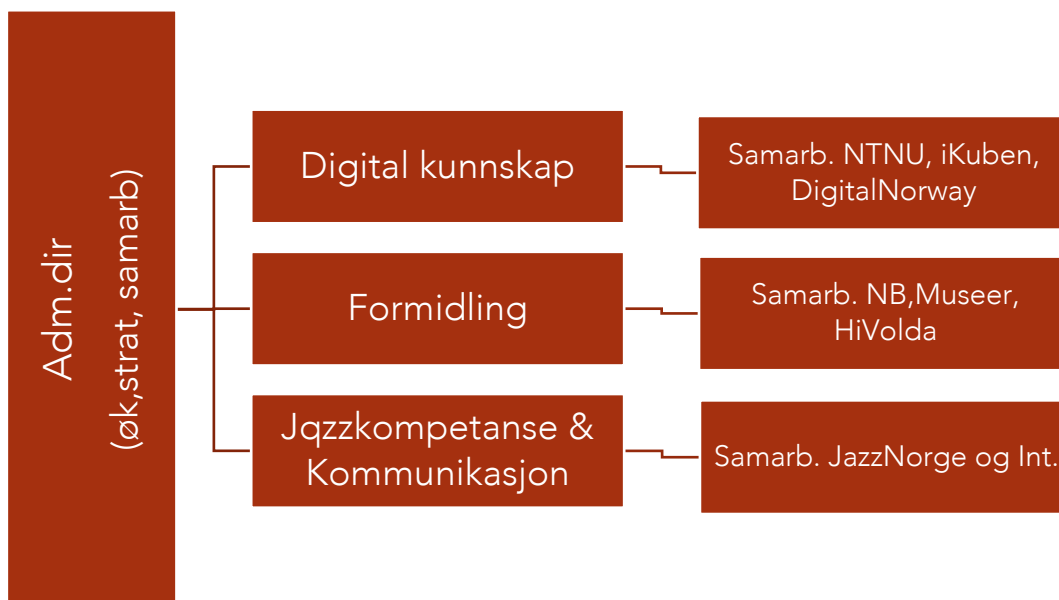 Adm.dir
(øk,strat, samarb)
Digital kunnskap
Samarb. NTNU, iKuben,
DigitalNorway
Formidling
Samarb. NB,Museer,
HiVolda
Jqzzkompetanse &
Kommunikasjon
Samarb. JazzNorge og Int.